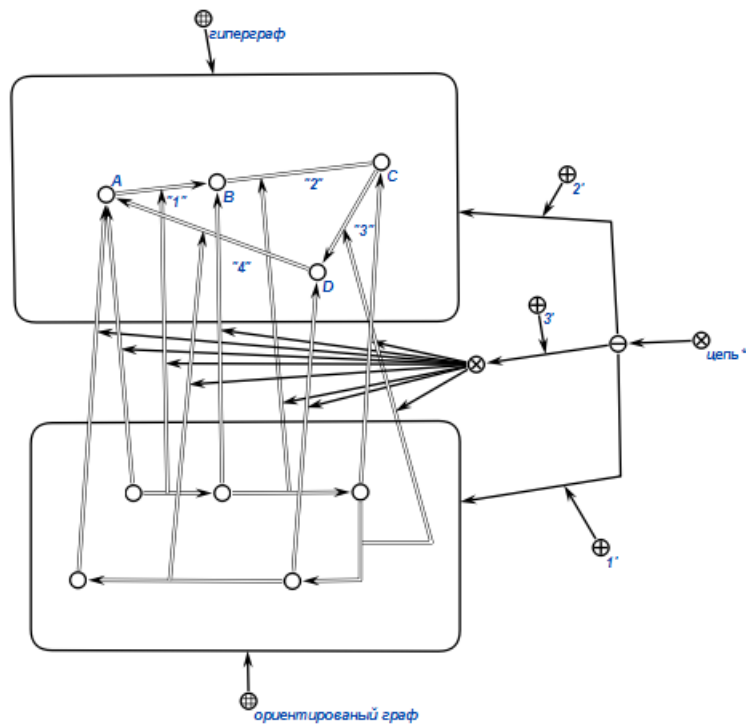 гиперграф
A
"1"
B
"2"
C
"3"
"4"
D
2'
3'
цепь*
1'
ориентированый граф